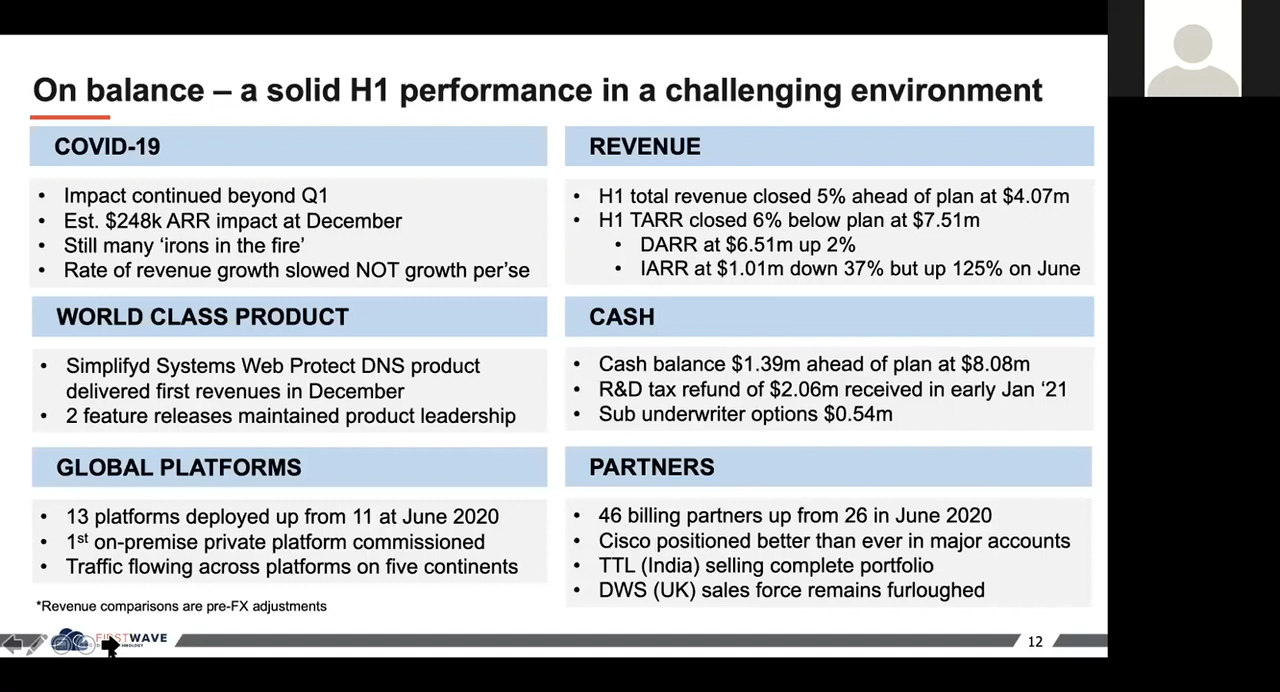 On balance – a solid H1 performance in a challenging environment
COVID-19
• Impact continued beyond Q1
• Est. $248k ARR impact at December
• Still many ‘irons in the fire’
• Rate of revenue growth slowed NOT growth per’se
REVENUE
• H1 total revenue closed 5% ahead of plan at $4.07m
• H1 TARR closed 6% below plan at $7.51m
• DARR at $6.51m up 2%
• IARR at $1.01m down 37% but up 125% on June
WORLD CLASS PRODUCT
• Simplifyd Systems Web Protect DNS product
delivered first revenues in December
• 2 feature releases maintained product leadership
CASH
• Cash balance $1.39m ahead of plan at $8.08m
• R&D tax refund of $2.06m received in early Jan ‘21
• Sub underwriter options $0.54m
GLOBAL PLATFORMS
• 13 platforms deployed up from 11 at June 2020
• 1st on-premise private platform commissioned
• Traffic flowing across platforms on five continents
PARTNERS
• 46 billing partners up from 26 in June 2020
• Cisco positioned better than ever in major accounts
• TTL (India) selling complete portfolio
• DWS (UK) sales force remains furloughed
*Revenue comparisons are pre-FX adjustments
FIRSTWAVE
12